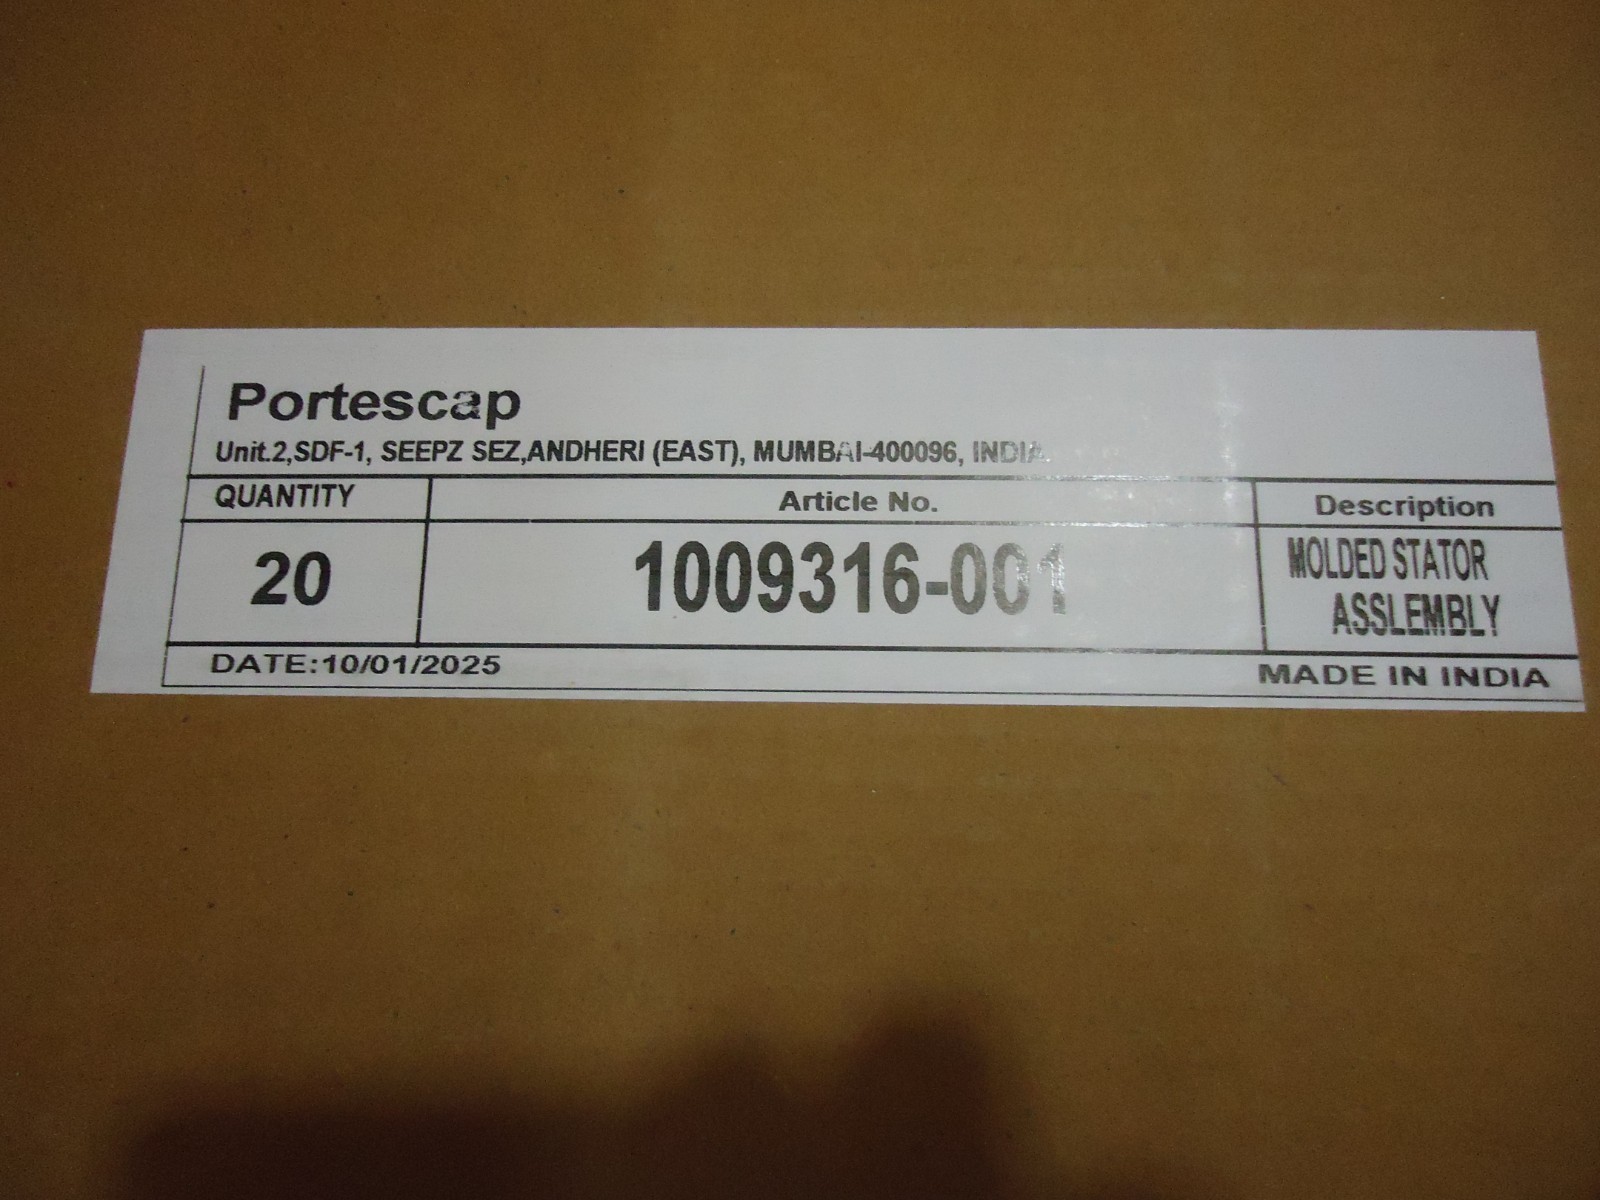 Portescap
Unit.2,SDF-1, SEEPZ SEZ,ANDHERI (EAST), MUMBAI-400096, INDIA.
QUANTITY Article No. Description
20 1009316-001 MOLDED STATOR
ASSLEMBLY
DATE:10/01/2025 MADE IN INDIA